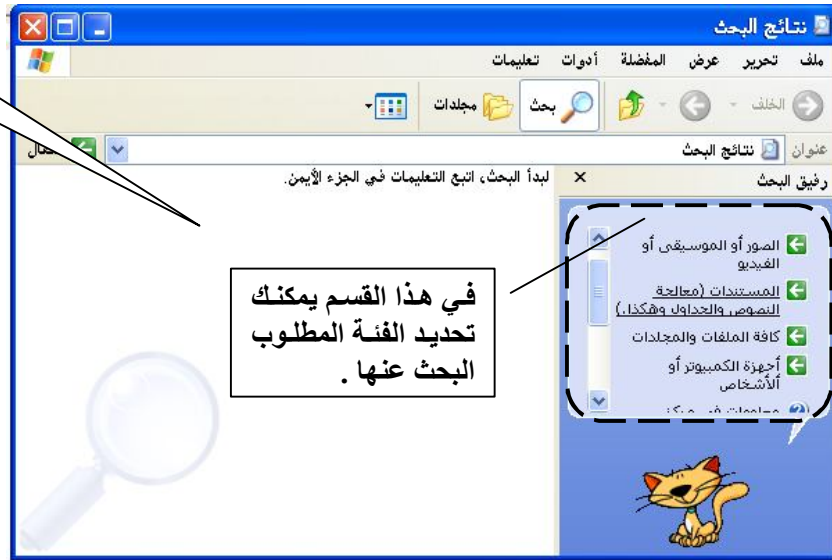 نتائج البحث
ملف تحرير عرض المفضلة أدوات تعليمات
الخلف بحث مجلدات
عنوان نتائج البحث
رفيق البحث
لبدأ البحث، اتبع التعليمات في الجزء الأيمن.
الصور أو الموسيقى أو
الفيديو
المستندات (معالجة
النصوص والجداول وهكذا.)
كافة الملفات والمجلدات
أجهزة الكمبيوتر أو
الأشخاص
في هذا القسم يمكنك
تحديد الفئة المطلوب
البحث عنها .